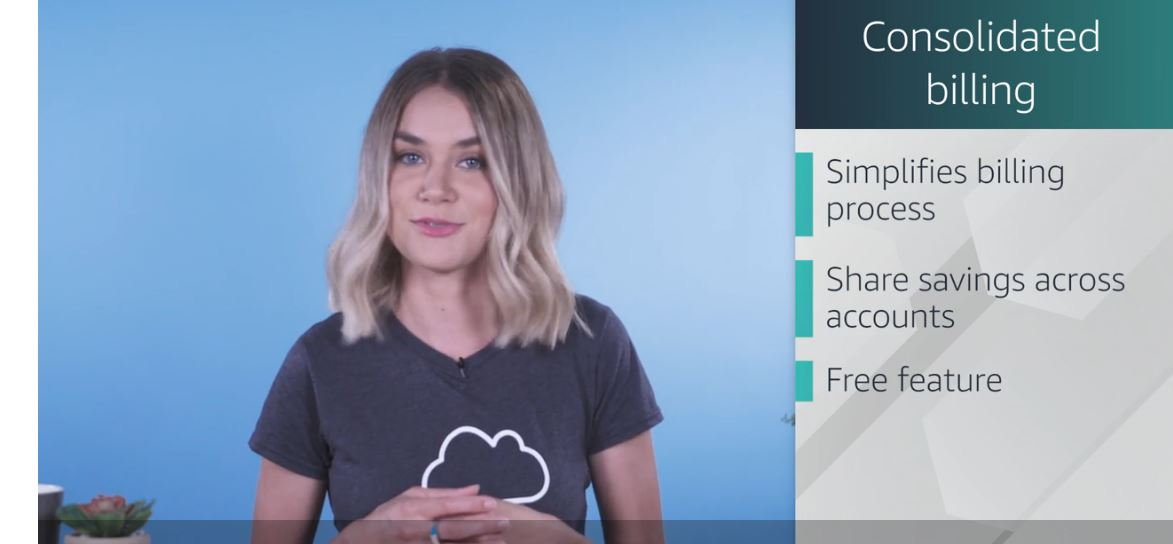 Consolidated
billing
Simplifies billing
process
Share savings across
accounts
Free feature